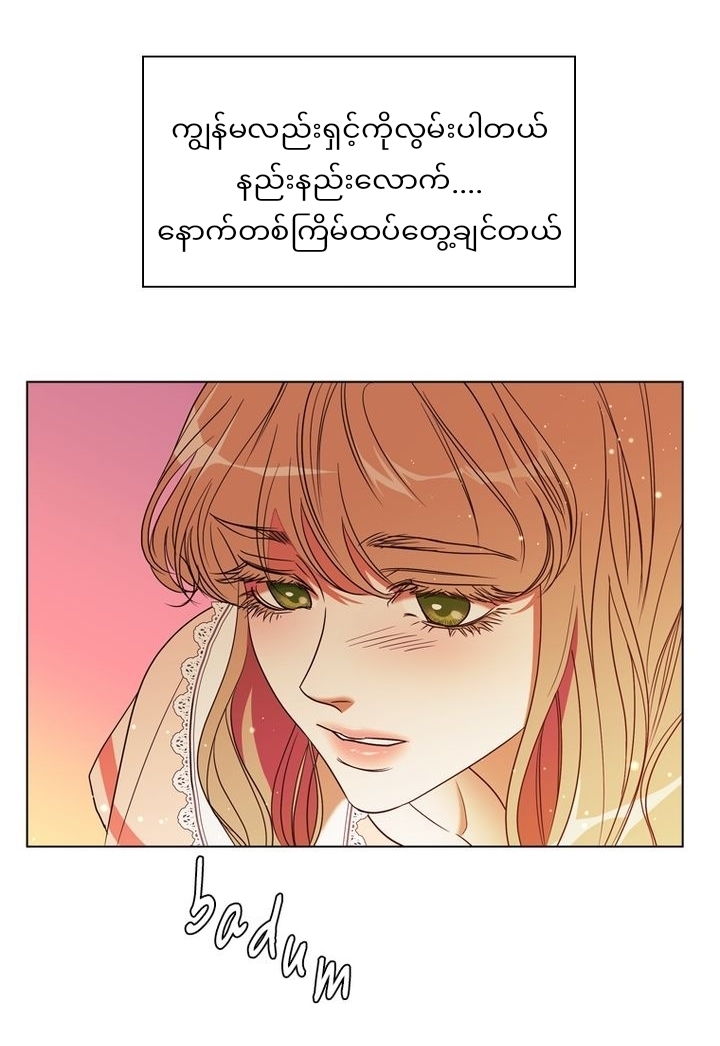 ကျွန်မလည်းရှင့်ကိုလွမ်းပါတယ်
နည်းနည်းလောက်....
နောက်တစ်ကြိမ်ထပ်တွေ့ချင်တယ်
badum